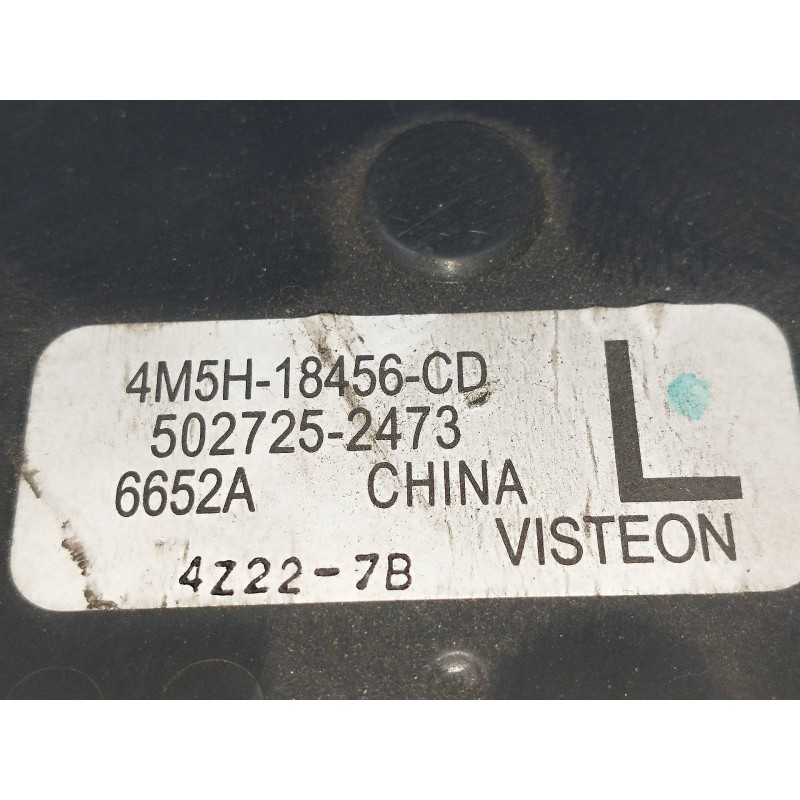 4M5H-18456-CD
502725-2473
6652A CHINA L
VISTEON
4Z22-7B